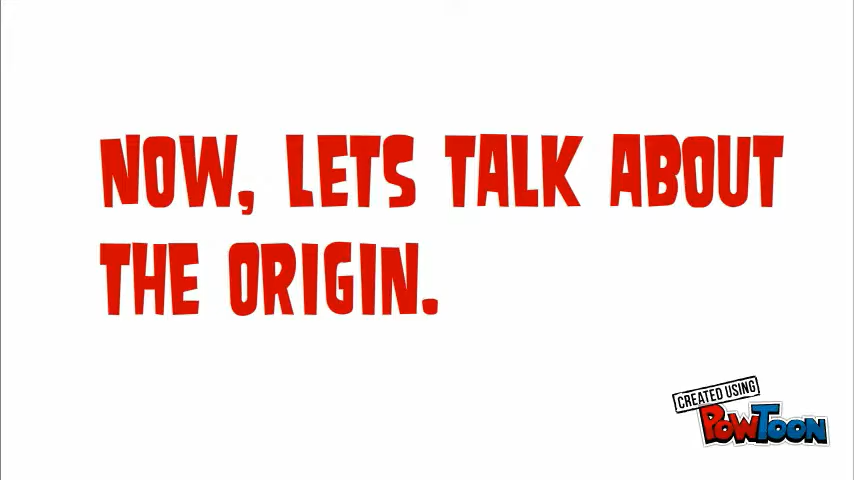 NOW, LETS TALK ABOUT
THE ORIGIN.
CREATED USING
POWTOON